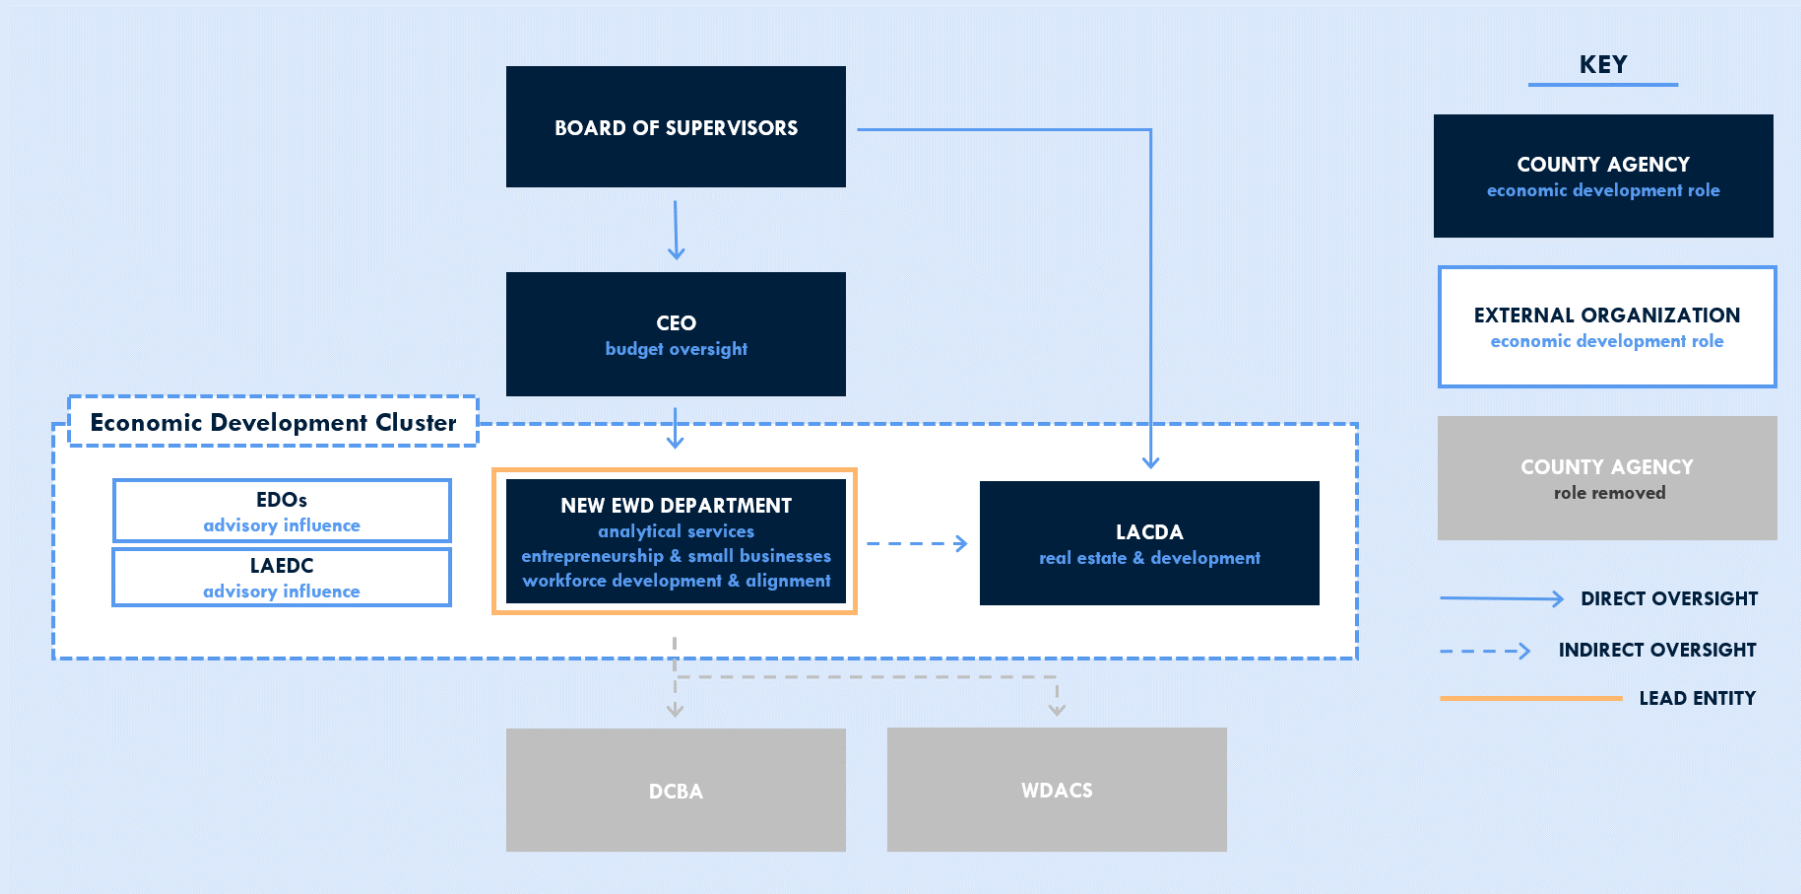 KEY
BOARD OF SUPERVISORS
COUNTY AGENCY
economic development role
CEO
budget oversight
EXTERNAL ORGANIZATION
economic development role
Economic Development Cluster
EDOs
advisory influence
LAEDC
advisory influence
NEW EWD DEPARTMENT
analytical services
entrepreneurship & small businesses
workforce development & alignment
LACDA
real estate & development
COUNTY AGENCY
role removed
DIRECT OVERSIGHT
INDIRECT OVERSIGHT
LEAD ENTITY
DCBA
WDACS